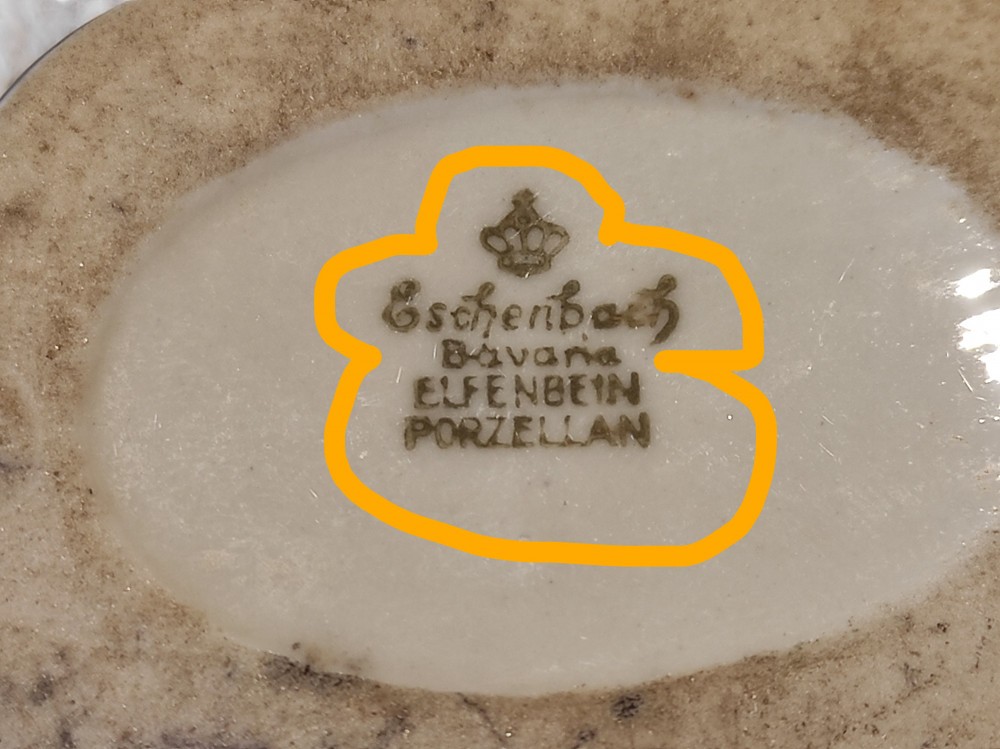 Eschenbach
Bavaria
ELFENBEIN
PORZELLAN